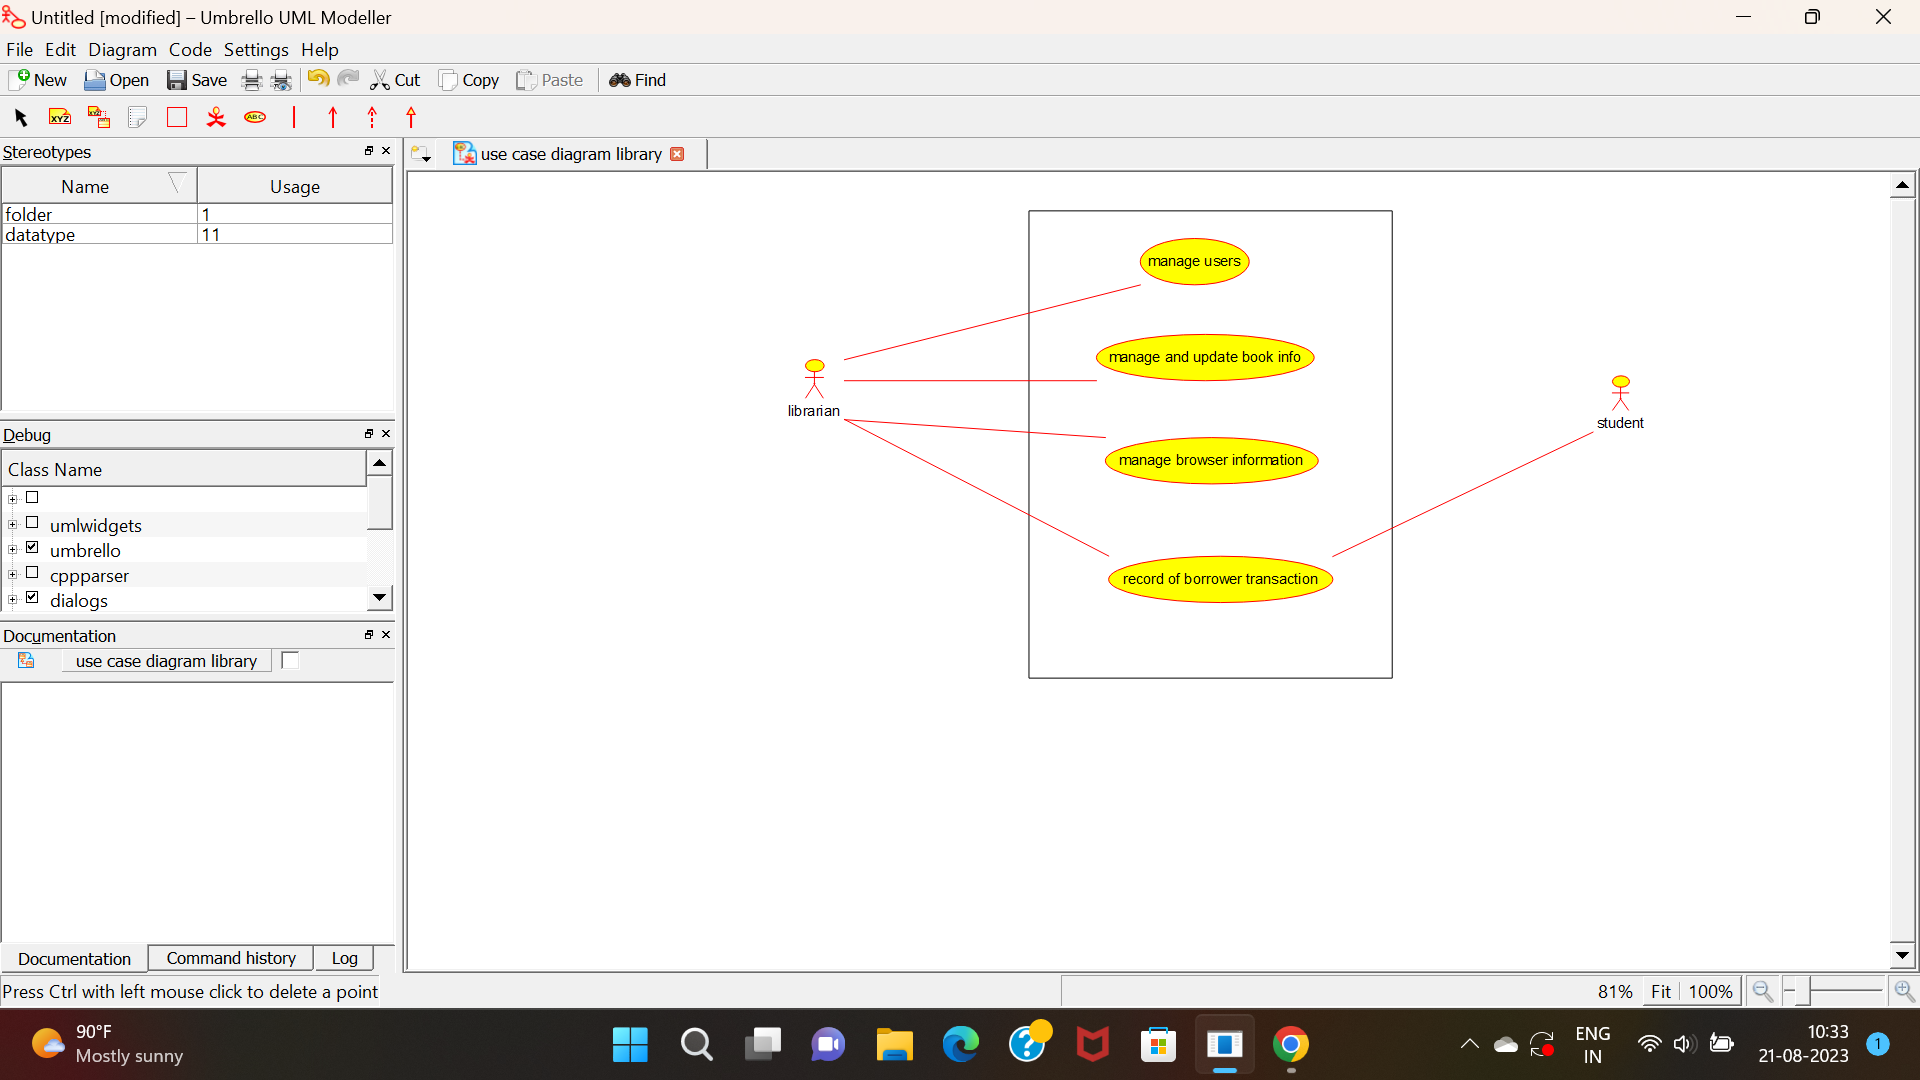 Untitled [modified] – Umbrello UML Modeller
File Edit Diagram Code Settings Help
New Open Save Cut Copy Paste Find
XYZ XYZ ABC
Stereotypes
use case diagram library
Name Usage
folder 1
datatype 11
manage users
manage and update book info
librarian
student
manage browser information
record of borrower transaction
Debug
Class Name
umlwidgets
umbrello
cppparser
dialogs
Documentation
use case diagram library
Documentation Command history Log
Press Ctrl with left mouse click to delete a point
81% Fit 100%
90°F
Mostly sunny
ENG
IN
10:33
21-08-2023
1